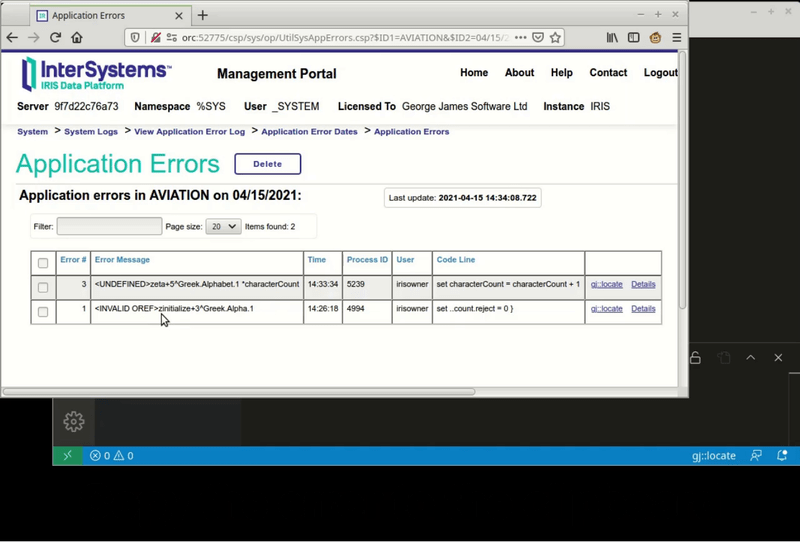 Application Errors
orc:52775/csp/sys/op/UtilSysAppErrors.csp?$ID1=AVIATION&$ID2=04/15/2
InterSystems™
IRIS Data Platform
Management Portal
Home About Help Contact Logout
Server 9f7d22c76a73 Namespace %SYS User _SYSTEM Licensed To George James Software Ltd Instance IRIS
System > System Logs > View Application Error Log > Application Error Dates > Application Errors
Application Errors Delete
Application errors in AVIATION on 04/15/2021: Last update: 2021-04-15 14:34:08.722
Filter: Page size: 20 Items found: 2
Error # Error Message Time Process ID User Code Line
3 <UNDEFINED>zeta+5^Greek.Alphabet.1 *characterCount 14:33:34 5239 irisowner set characterCount = characterCount + 1 gj::locate Details
1 <INVALID OREF>zinitialize+3^Greek.Alpha.1 14:26:18 4994 irisowner set ..count.reject = 0 } gj::locate Details
0 0 gj::locate